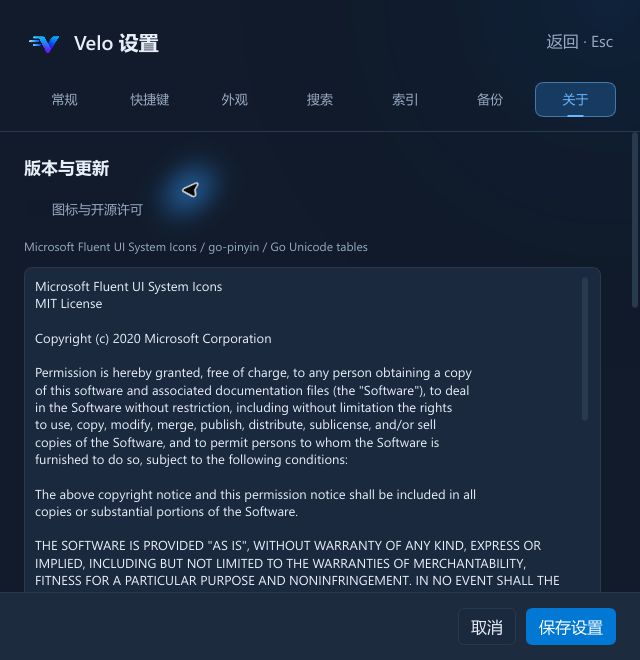 Velo 设置
返回 · Esc
常规
快捷键
外观
搜索
索引
备份
关于
版本与更新
图标与开源许可
Microsoft Fluent UI System Icons / go-pinyin / Go Unicode tables
Microsoft Fluent UI System Icons
MIT License
Copyright (c) 2020 Microsoft Corporation
Permission is hereby granted, free of charge, to any person obtaining a copy
of this software and associated documentation files (the "Software"), to deal
in the Software without restriction, including without limitation the rights
to use, copy, modify, merge, publish, distribute, sublicense, and/or sell
copies of the Software, and to permit persons to whom the Software is
furnished to do so, subject to the following conditions:
The above copyright notice and this permission notice shall be included in all
copies or substantial portions of the Software.
THE SOFTWARE IS PROVIDED "AS IS", WITHOUT WARRANTY OF ANY KIND, EXPRESS OR
IMPLIED, INCLUDING BUT NOT LIMITED TO THE WARRANTIES OF MERCHANTABILITY,
FITNESS FOR A PARTICULAR PURPOSE AND NONINFRINGEMENT. IN NO EVENT SHALL THE
取消
保存设置